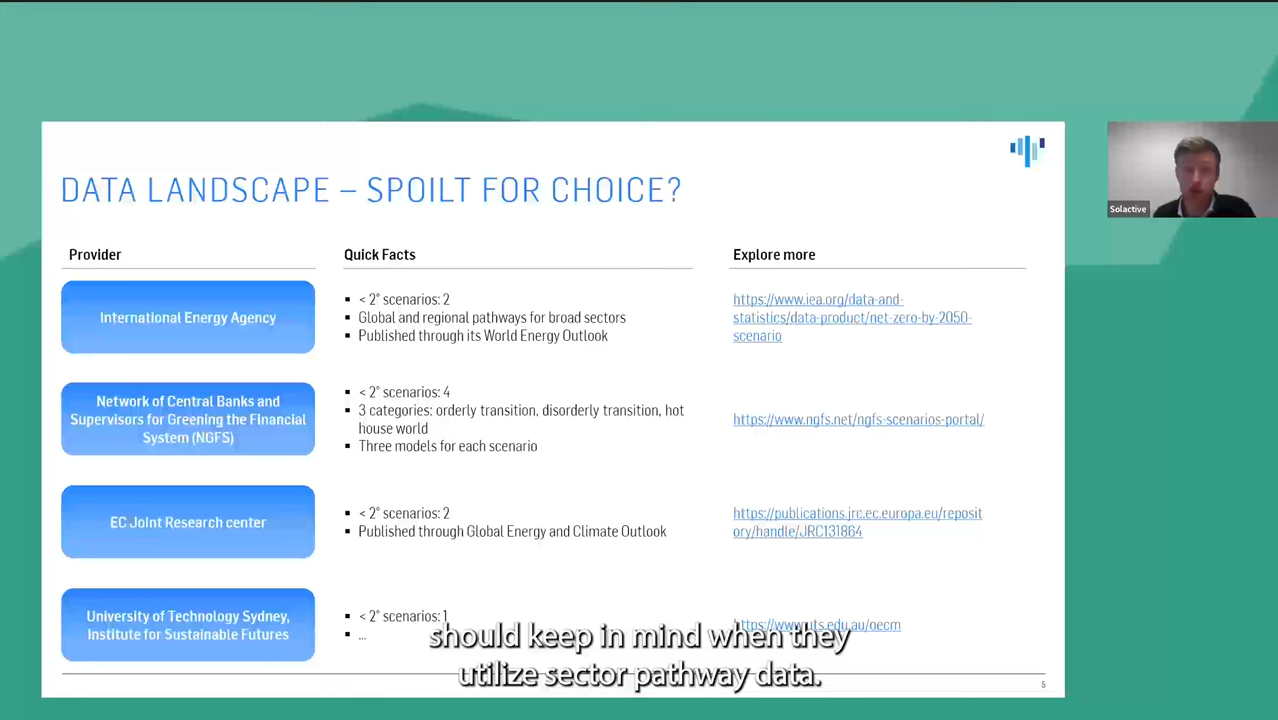 DATA LANDSCAPE – SPOILT FOR CHOICE?
Solactive
Provider
Quick Facts
Explore more
International Energy Agency
▪ < 2° scenarios: 2
▪ Global and regional pathways for broad sectors
▪ Published through its World Energy Outlook
https://www.iea.org/data-and-
statistics/data-product/net-zero-by-2050-
scenario
Network of Central Banks and
Supervisors for Greening the Financial
System (NGFS)
▪ < 2° scenarios: 4
▪ 3 categories: orderly transition, disorderly transition, hot
house world
▪ Three models for each scenario
https://www.ngfs.net/ngfs-scenarios-portal/
EC Joint Research center
▪ < 2° scenarios: 2
▪ Published through Global Energy and Climate Outlook
https://publications.jrc.ec.europa.eu/reposit
ory/handle/JRC131864
University of Technology Sydney,
Institute for Sustainable Futures
▪ < 2° scenarios: 1
▪ ...
https://www.uts.edu.au/oecm
should keep in mind when they
utilize sector pathway data.
5